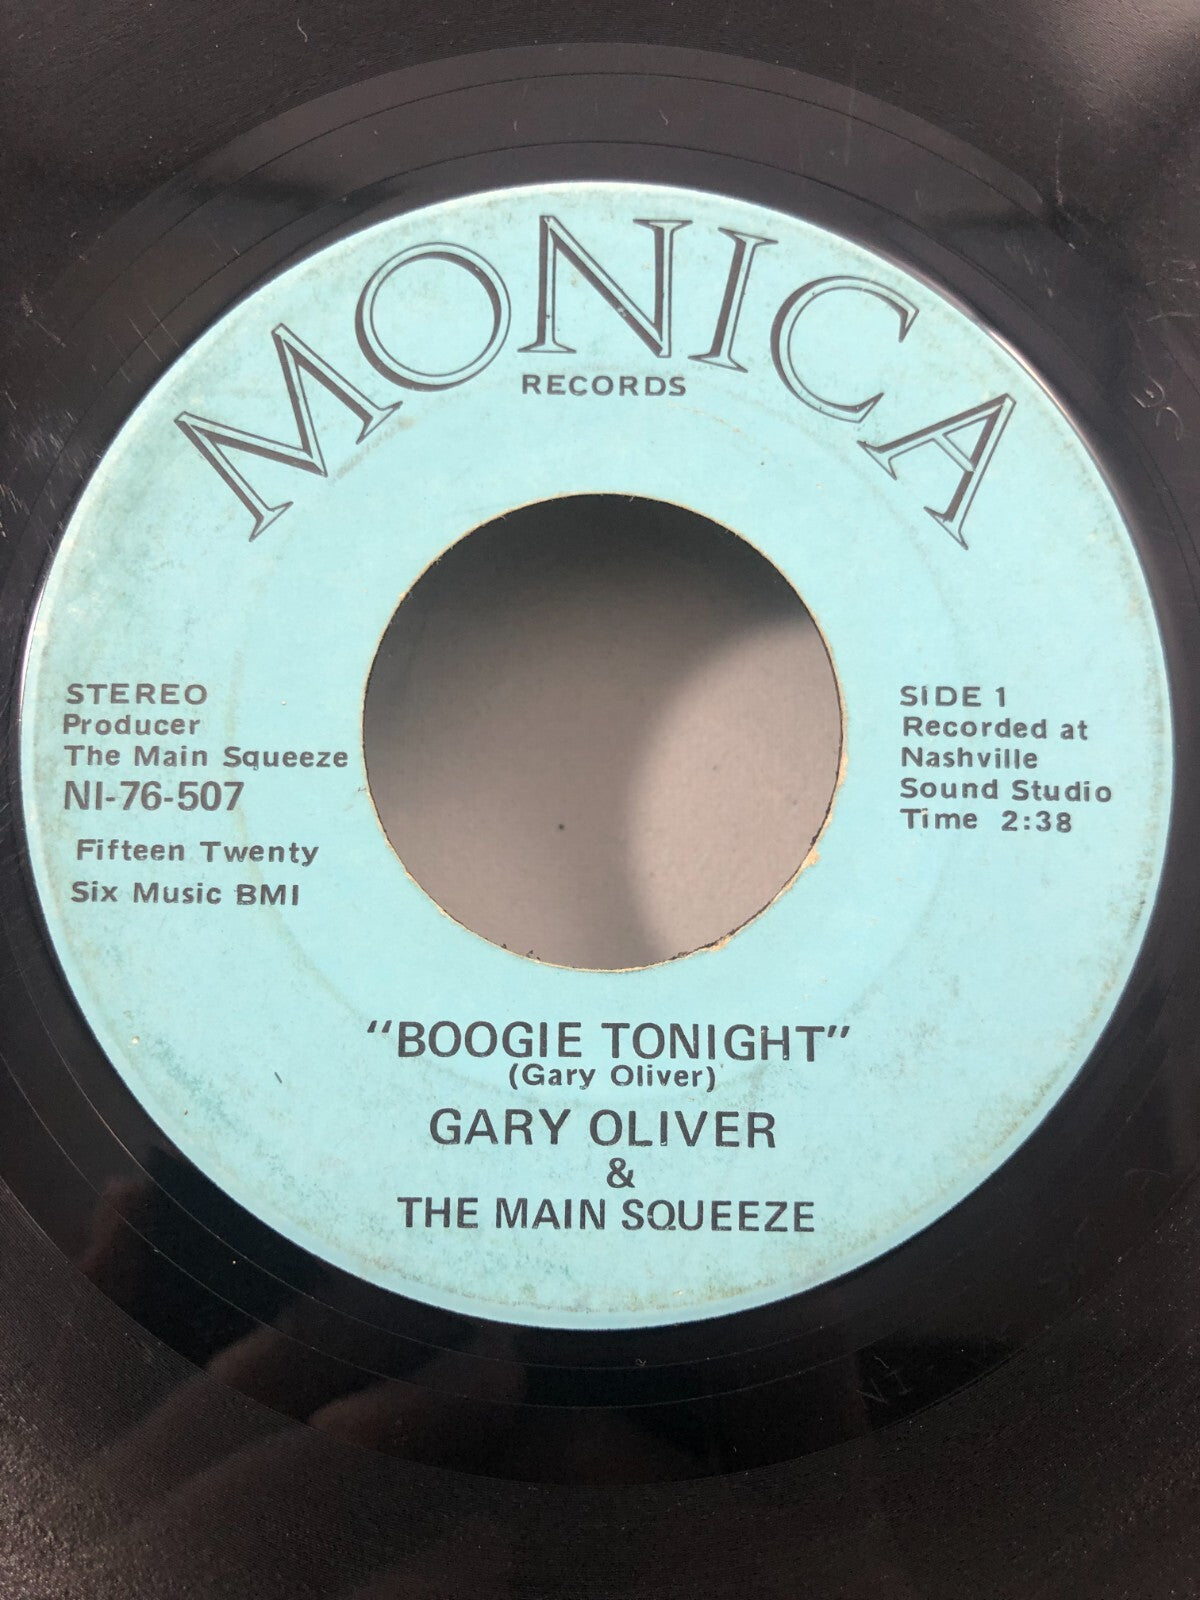 MONICA
RECORDS
STEREO
Producer
The Main Squeeze
NI-76-507
Fifteen Twenty
Six Music BMI
SIDE 1
Recorded at
Nashville
Sound Studio
Time 2:38
"BOOGIE TONIGHT"
(Gary Oliver)
GARY OLIVER
&
THE MAIN SQUEEZE